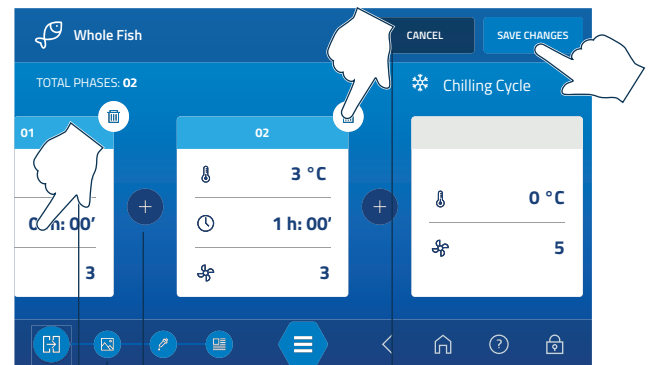 Whole Fish
CANCEL
SAVE CHANGES
TOTAL PHASES: 02
Chilling Cycle
01
02
3 °C
0 °C
h: 00’
1 h: 00’
5
3
3
?